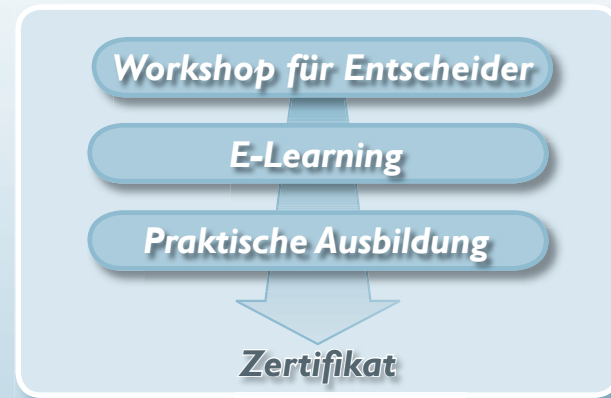 Workshop für Entscheider
E-Learning
Praktische Ausbildung
Zertifikat